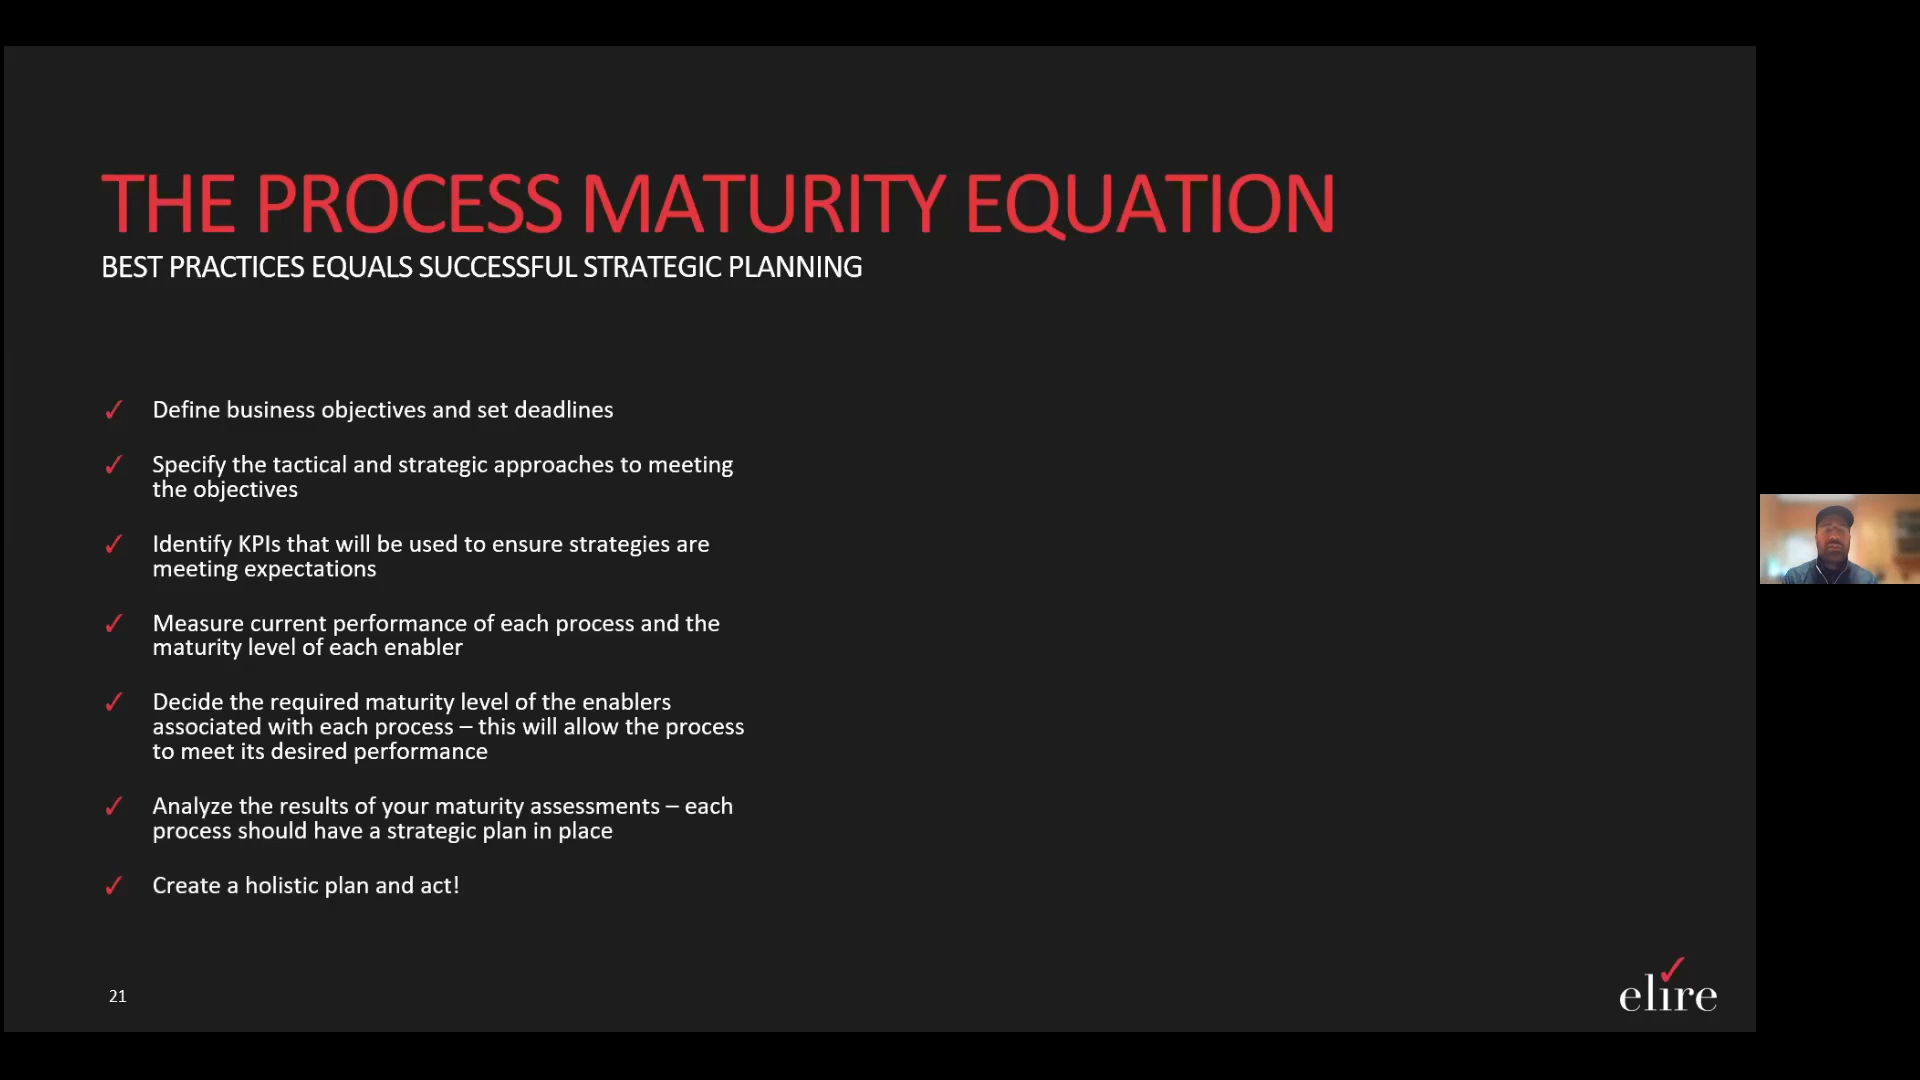 THE PROCESS MATURITY EQUATION
BEST PRACTICES EQUALS SUCCESSFUL STRATEGIC PLANNING
✓ Define business objectives and set deadlines
✓ Specify the tactical and strategic approaches to meeting
the objectives
✓ Identify KPIs that will be used to ensure strategies are
meeting expectations
✓ Measure current performance of each process and the
maturity level of each enabler
✓ Decide the required maturity level of the enablers
associated with each process – this will allow the process
to meet its desired performance
✓ Analyze the results of your maturity assessments – each
process should have a strategic plan in place
✓ Create a holistic plan and act!
21
elire